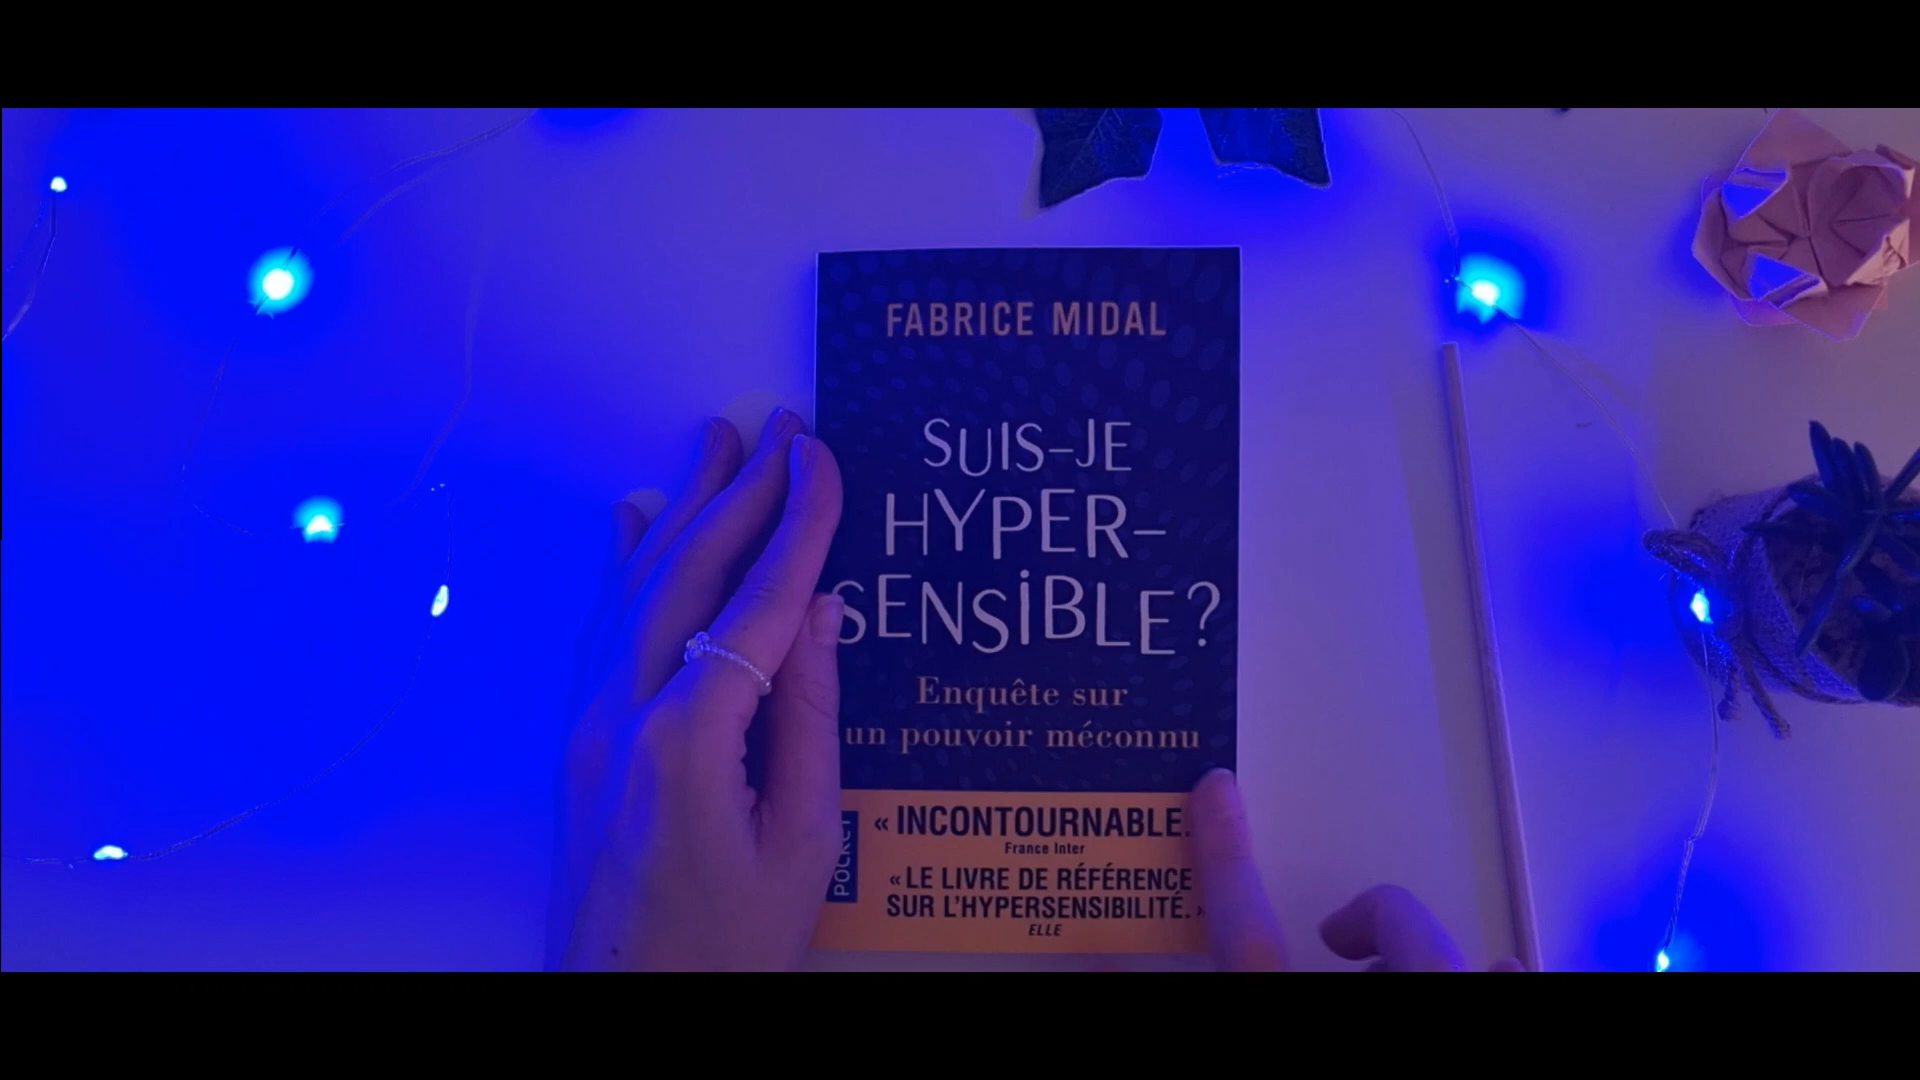 FABRICE MIDAL
SUIS-JE
HYPER-
SENSIBLE?
Enquête sur
un pouvoir méconnu
« INCONTOURNABLE.
France Inter
« LE LIVRE DE RÉFÉRENCE
SUR L'HYPERSENSIBILITÉ. »
ELLE
POCKET